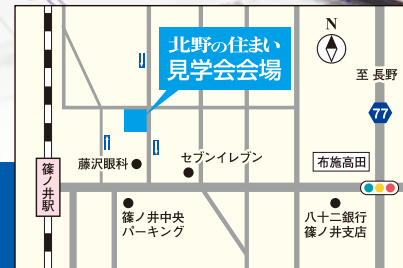 北野の住まい
見学会会場
N
至 長野
77
藤沢眼科
セブンイレブン
布施高田
篠ノ井駅
篠ノ井中央
パーキング
八十二銀行
篠ノ井支店